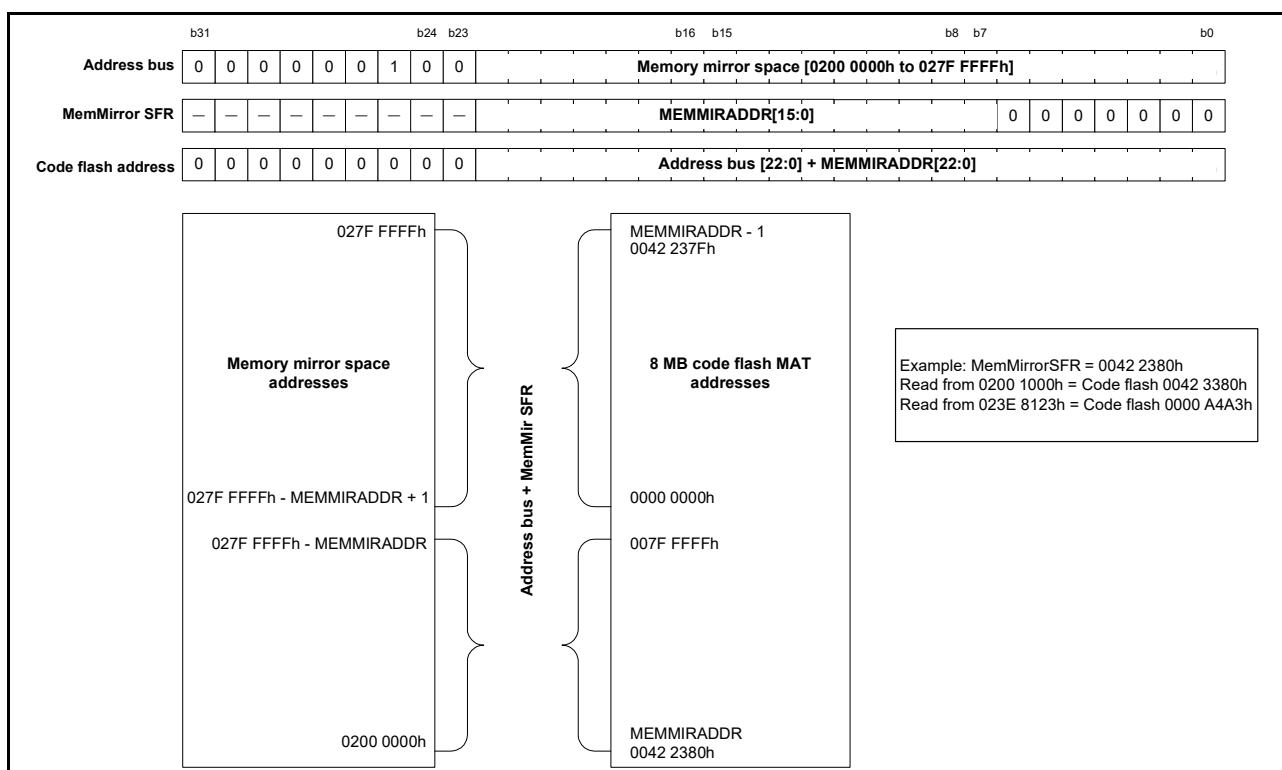 b31 b24 b23 b16 b15 b8 b7 b0
Address bus 0 0 0 0 0 0 1 0 0 Memory mirror space [0200 0000h to 027F FFFFh]
MemMirror SFR — — — — — — — — — MEMMIRADDR[15:0] 0 0 0 0 0 0 0
Code flash address 0 0 0 0 0 0 0 0 0 Address bus [22:0] + MEMMIRADDR[22:0]
027F FFFFh
Memory mirror space
addresses
027F FFFFh - MEMMIRADDR + 1
027F FFFFh - MEMMIRADDR
0200 0000h
Address bus + MemMir SFR
MEMMIRADDR - 1
0042 237Fh
8 MB code flash MAT
addresses
0000 0000h
007F FFFFh
MEMMIRADDR
0042 2380h
Example: MemMirrorSFR = 0042 2380h
Read from 0200 1000h = Code flash 0042 3380h
Read from 023E 8123h = Code flash 0000 A4A3h